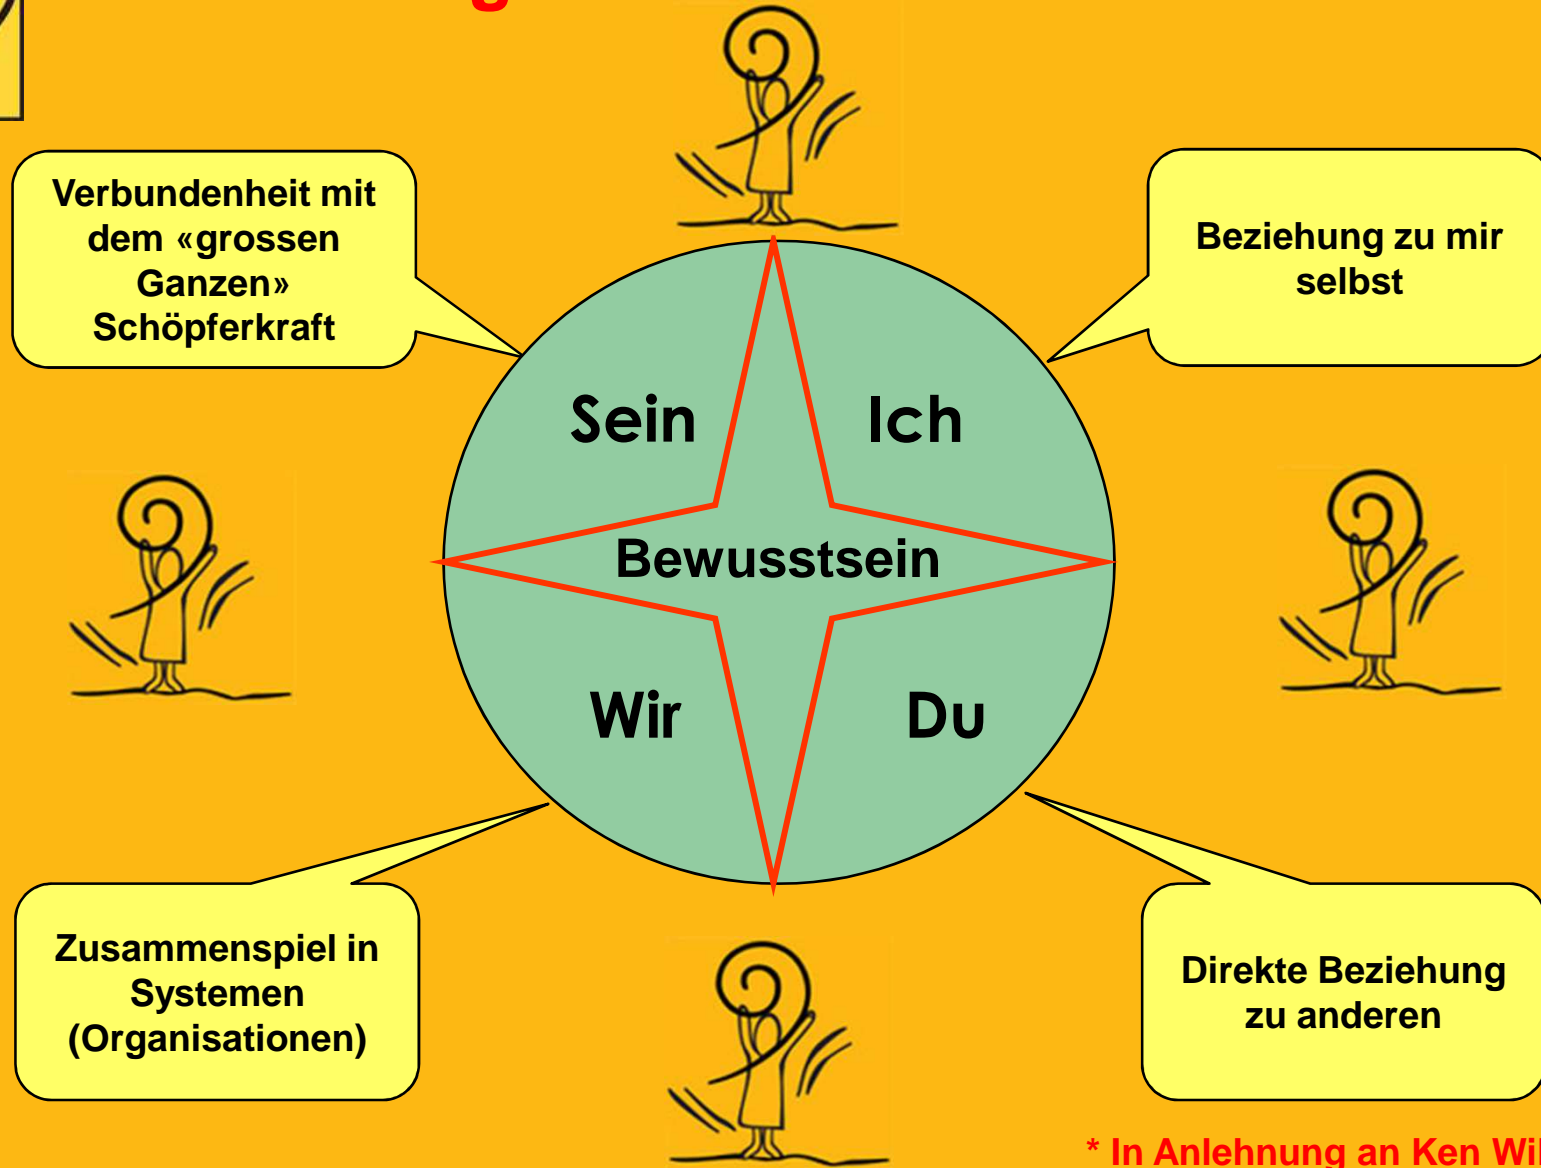 Verbundenheit mit
dem «grossen
Ganzen»
Schöpferkraft
Beziehung zu mir
selbst
Sein
Ich
Bewusstsein
Wir
Du
Zusammenspiel in
Systemen
(Organisationen)
Direkte Beziehung
zu anderen
* In Anlehnung an Ken